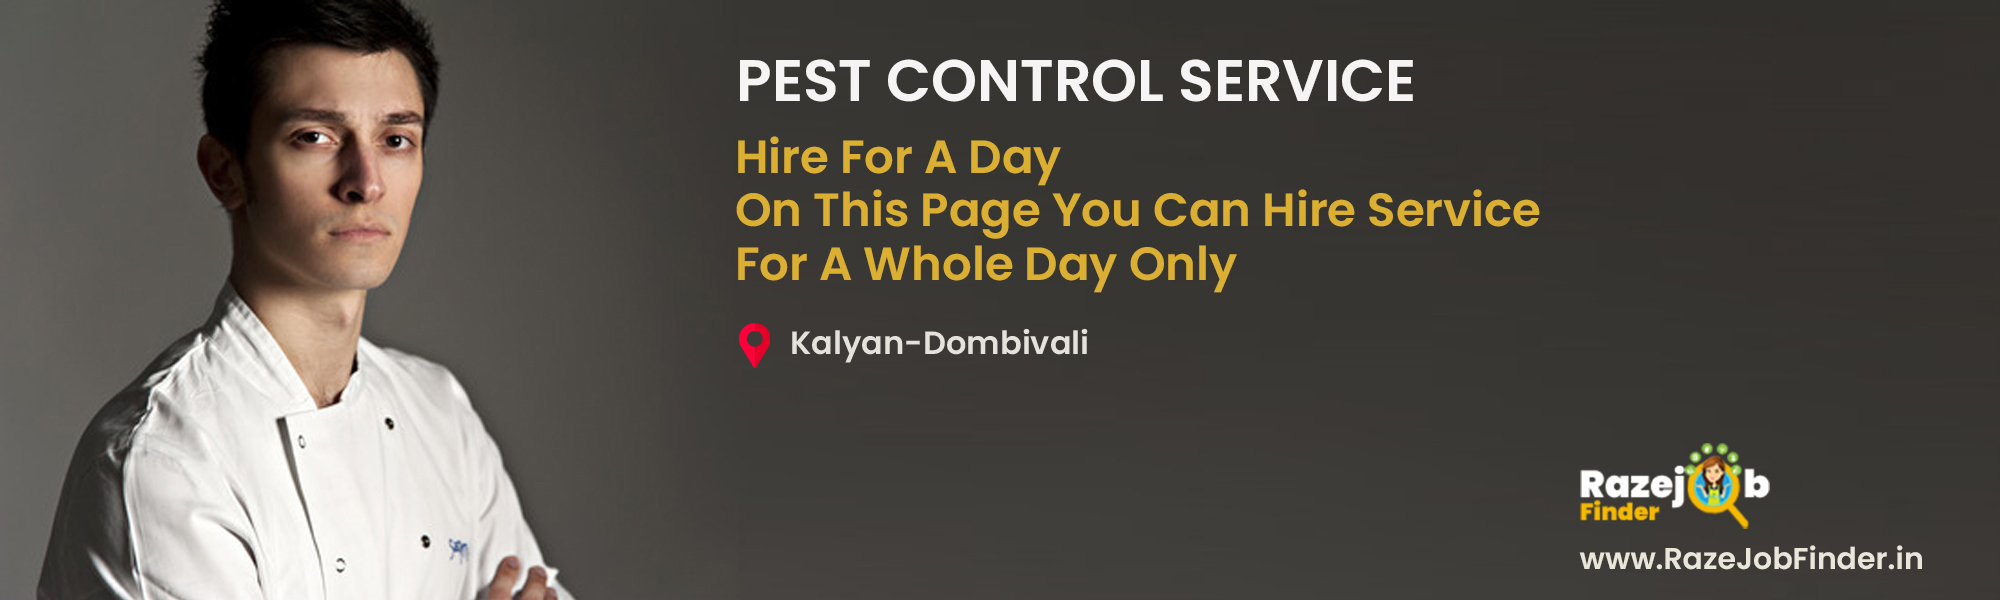 PEST CONTROL SERVICE
Hire For A Day
On This Page You Can Hire Service
For A Whole Day Only
Kalyan-Dombivali
Razejob
Finder
www.RazeJobFinder.in